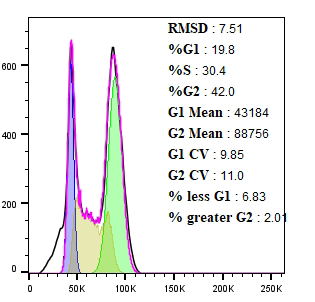 RMSD : 7.51
%G1 : 19.8
%S : 30.4
%G2 : 42.0
G1 Mean : 43184
G2 Mean : 88756
G1 CV : 9.85
G2 CV : 11.0
% less G1 : 6.83
% greater G2 : 2.01
600
400
200
0
0 50K 100K 150K 200K 250K